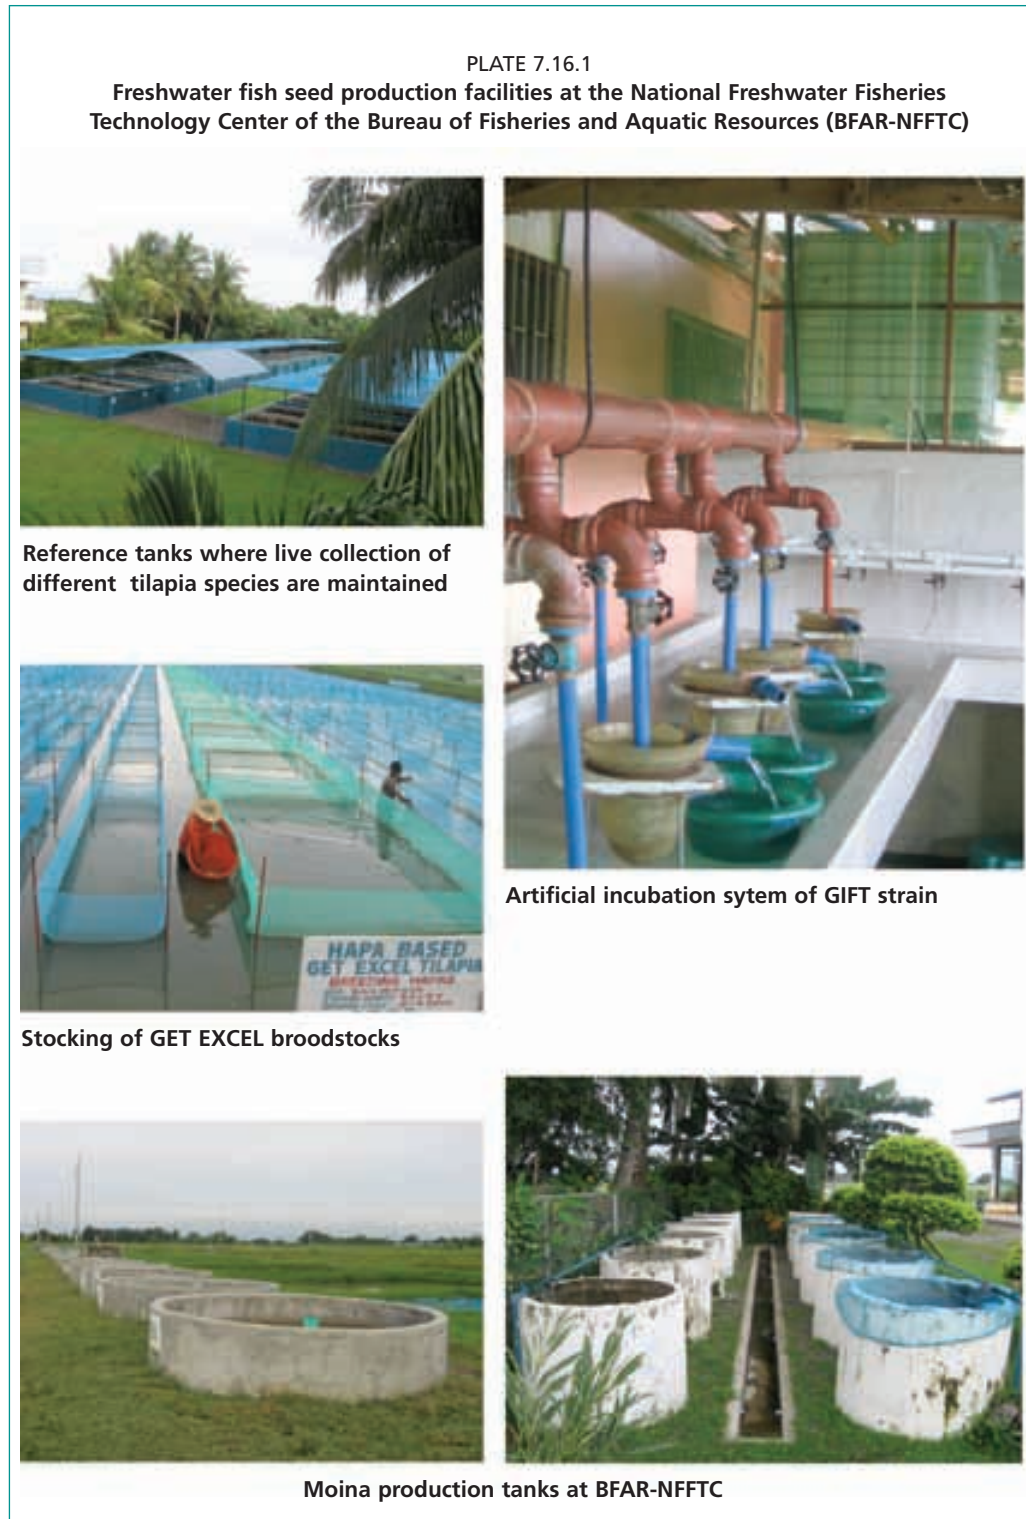 PLATE 7.16.1
Freshwater fish seed production facilities at the National Freshwater Fisheries
Technology Center of the Bureau of Fisheries and Aquatic Resources (BFAR-NFFTC)
Reference tanks where live collection of
different tilapia species are maintained
Artificial incubation sytem of GIFT strain
HAPA BASED
GET EXCEL TILAPIA
BREEDING HAPAS
Stocking of GET EXCEL broodstocks
Moina production tanks at BFAR-NFFTC